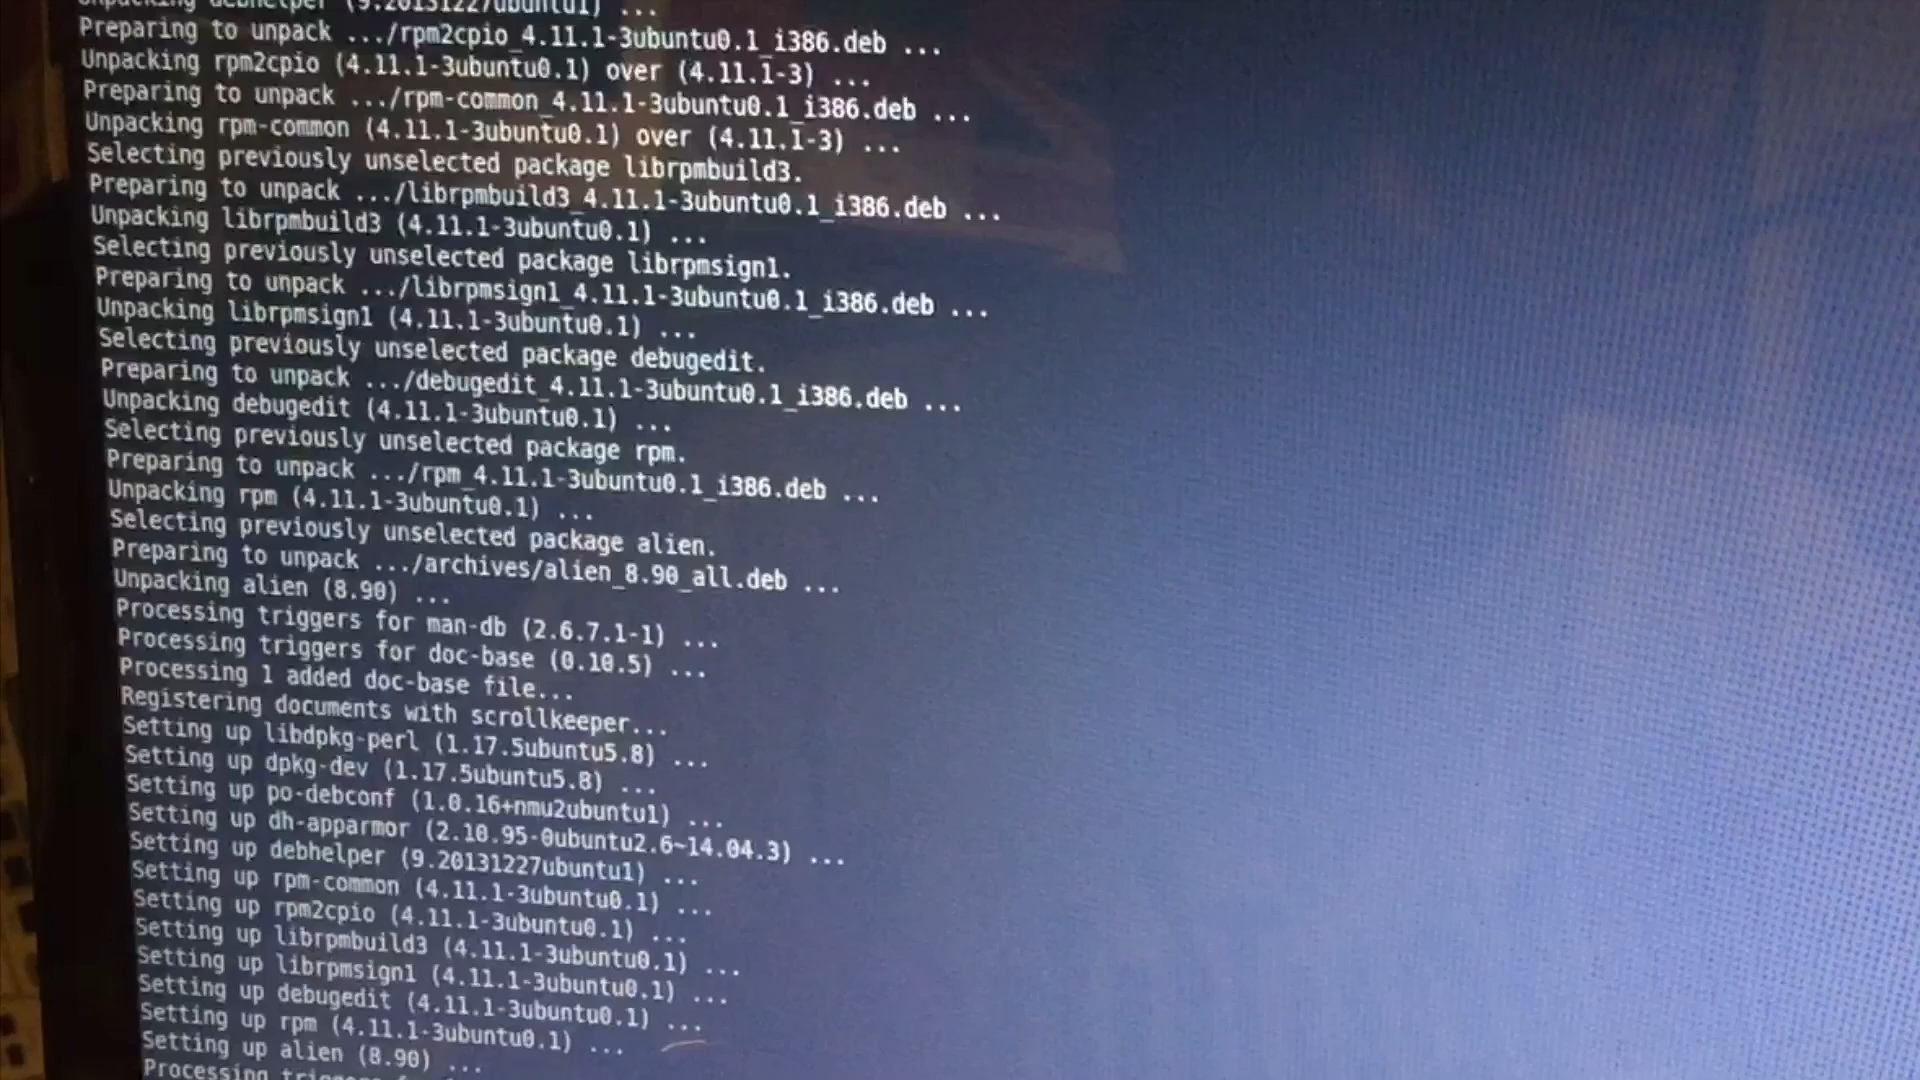 Unpacking debhelper (9.20131227ubuntu1) ...
Preparing to unpack .../rpm2cpio_4.11.1-3ubuntu0.1_i386.deb ...
Unpacking rpm2cpio (4.11.1-3ubuntu0.1) over (4.11.1-3) ...
Preparing to unpack .../rpm-common_4.11.1-3ubuntu0.1_i386.deb ...
Unpacking rpm-common (4.11.1-3ubuntu0.1) over (4.11.1-3) ...
Selecting previously unselected package librpmbuild3.
Preparing to unpack .../librpmbuild3_4.11.1-3ubuntu0.1_i386.deb ...
Unpacking librpmbuild3 (4.11.1-3ubuntu0.1) ...
Selecting previously unselected package librpmsign1.
Preparing to unpack .../librpmsign1_4.11.1-3ubuntu0.1_i386.deb ...
Unpacking librpmsign1 (4.11.1-3ubuntu0.1) ...
Selecting previously unselected package debugedit.
Preparing to unpack .../debugedit_4.11.1-3ubuntu0.1_i386.deb ...
Unpacking debugedit (4.11.1-3ubuntu0.1) ...
Selecting previously unselected package rpm.
Preparing to unpack .../rpm_4.11.1-3ubuntu0.1_i386.deb ...
Unpacking rpm (4.11.1-3ubuntu0.1) ...
Selecting previously unselected package alien.
Preparing to unpack .../archives/alien_8.90_all.deb ...
Unpacking alien (8.90) ...
Processing triggers for man-db (2.6.7.1-1) ...
Processing triggers for doc-base (0.10.5) ...
Processing 1 added doc-base file...
Registering documents with scrollkeeper...
Setting up libdpkg-perl (1.17.5ubuntu5.8) ...
Setting up dpkg-dev (1.17.5ubuntu5.8) ...
Setting up po-debconf (1.0.16+nmu2ubuntu1) ...
Setting up dh-apparmor (2.10.95-0ubuntu2.6~14.04.3) ...
Setting up debhelper (9.20131227ubuntu1) ...
Setting up rpm-common (4.11.1-3ubuntu0.1) ...
Setting up rpm2cpio (4.11.1-3ubuntu0.1) ...
Setting up librpmbuild3 (4.11.1-3ubuntu0.1) ...
Setting up librpmsign1 (4.11.1-3ubuntu0.1) ...
Setting up debugedit (4.11.1-3ubuntu0.1) ...
Setting up rpm (4.11.1-3ubuntu0.1) ...
Setting up alien (8.90) ...
Processing